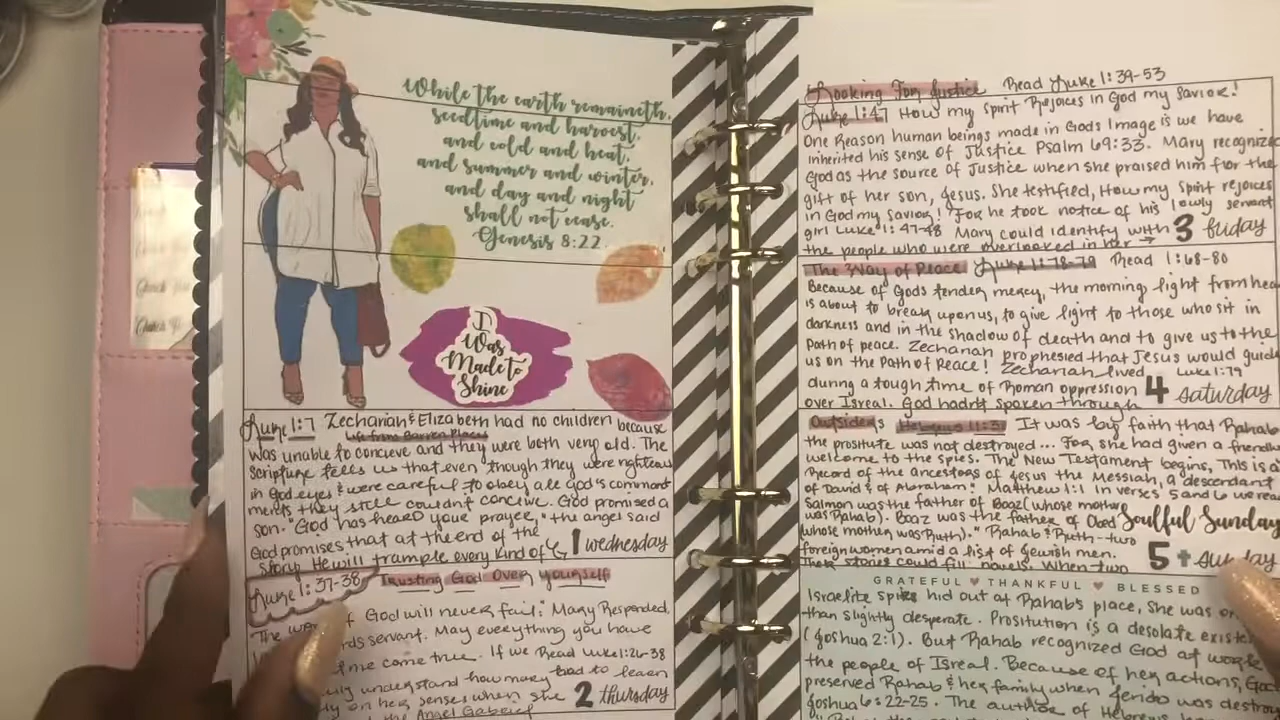 While the earth remaineth,
seedtime and harvest,
and cold and heat,
and summer and winter,
and day and night
shall not cease.
Genesis 8:22
I
Was
Made to
Shine
Luke 1:7 Zechariah & Elizabeth had no children because
Life from Barren Places
was unable to concieve and they were both very old. The
scripture tells us that even though they were righteous
in God eyes & were careful to obey all god's command
ments they still couldn't conceive. God promised a
son. "God has heard your prayer," the angel said
God promises that at the end of the
story He will trample every kind of
1 wednesday
Luke 1:37-38 Trusting God Over yourself
The of God will never fail." Mary Responded,
servant. May everything you have
me come true. If we Read Luke 1:26-38
understand how mary had to learn
on her senses when she
2 thursday
the Angel Gabriel
Looking For Justice Read Luke 1:39-53
Luke 1:47 How my spirit Rejoices in God my savior!
One Reason human beings made in Gods Image is we have
inherited his sense of Justice Psalm 69:33. Mary
God as the source of Justice when she praised him for the
gift of her son, Jesus. She testified, How my spirit rejoices
in God my savior! For he took notice of his lowly servant
girl Luke 1:47-48 Mary could identify with
the people who were overlooked in her →
3 friday
The Way of Peace Luke 1:78-79 Read 1:68-80
Because of Gods tender mercy, the morning light from
is about to break upon us, to give light to those who sit in
darkness and in the shadow of death and to give us to the
Path of peace. Zechariah prophesied that Jesus would guide
us on the Path of Peace! Zechariah lived Luke 1:79
during a tough time of Roman oppression
over Isreal. God hadn't spoken through
4 saturday
Outsiders Hebrews 11:31 It was by faith that Rahab
the prostitute was not destroyed... For she had given a friendly
welcome to the spies. The New Testament begins, This is a
Record of the ancestors of Jesus the Messiah, a descendant
of David & of Abraham: Matthew 1:1 In verses 5 and 6 we read
Salmon was the father of Boaz (whose mother
was Rahab). Boaz was the father of Obed
Soulful Sunday
(whose mother was Ruth)." Rahab & Ruth-two
foreign women amid a list of Jewish men.
These stories could fill novels. When two
5 sunday
GRATEFUL ♥ THANKFUL ♥ BLESSED
Israelite spies hid out at Rahab's place, She was
than slightly desperate. Prostitution is a desolate
(Joshua 2:1). But Rahab recognized God at work
the people of Isreal. Because of her actions, God
preserved Rahab & her family when Jerido was
Joshua 6:22-25. The author of Hebrews